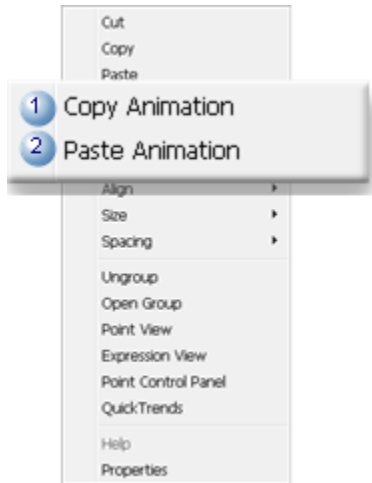 Cut
Copy
Paste
1 Copy Animation
2 Paste Animation
Align
Size
Spacing
Ungroup
Open Group
Point View
Expression View
Point Control Panel
QuickTrends
Help
Properties